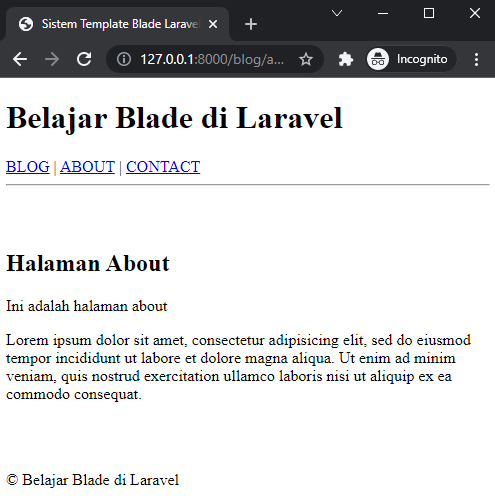 Sistem Template Blade Laravel
127.0.0.1:8000/blog/a...
Incognito
Belajar Blade di Laravel
BLOG | ABOUT | CONTACT
Halaman About
Ini adalah halaman about
Lorem ipsum dolor sit amet, consectetur adipisicing elit, sed do eiusmod
tempor incididunt ut labore et dolore magna aliqua. Ut enim ad minim
veniam, quis nostrud exercitation ullamco laboris nisi ut aliquip ex ea
commodo consequat.
© Belajar Blade di Laravel